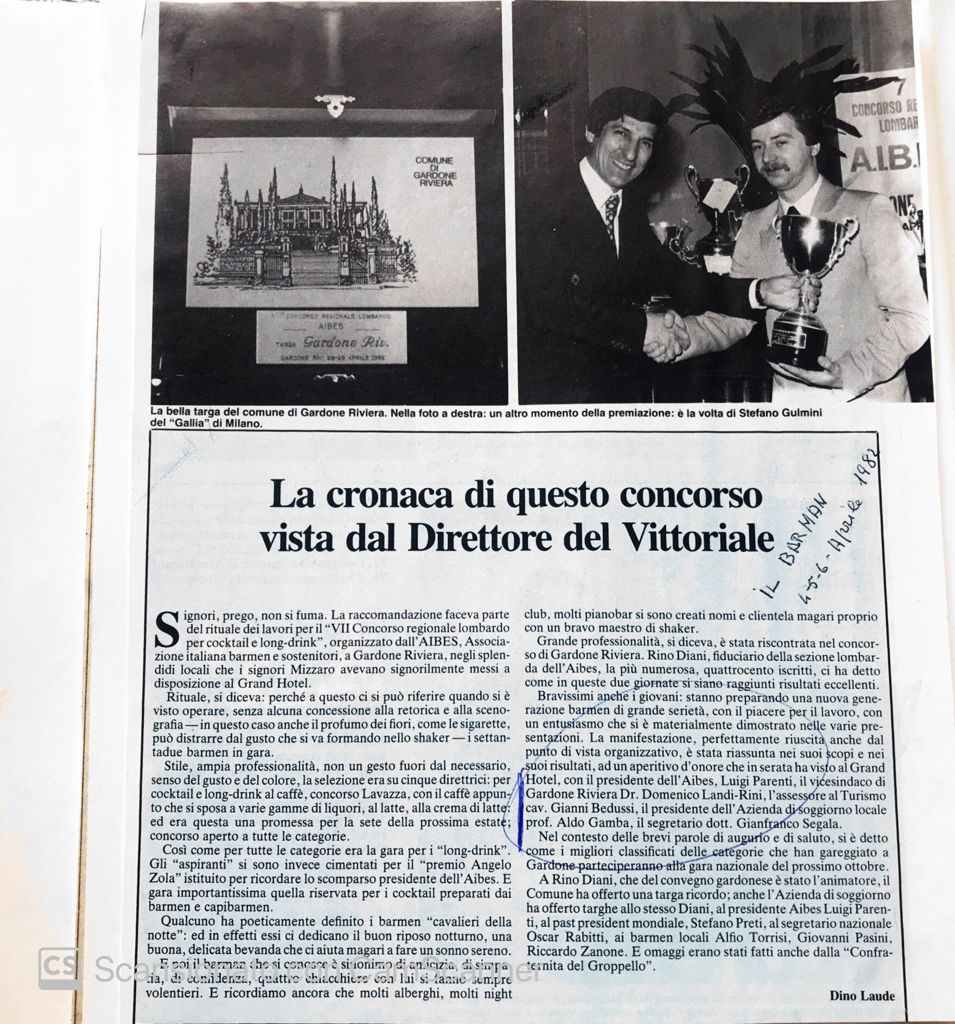 COMUNE
DI
GARDONE
RIVIERA
VII° CONCORSO REGIONALE LOMBARDO
AIBES
TARGA Gardone Riv.
GARDONE RIV. 28-29 APRILE 1982
7
CONCORSO RE
LOMBAR
A.I.B.
La bella targa del comune di Gardone Riviera. Nella foto a destra: un altro momento della premiazione: è la volta di Stefano Gulmini
del "Gallia" di Milano.
La cronaca di questo concorso
vista dal Direttore del Vittoriale
IL BARMAN
4-5-6-Aprile 1982
Signori, prego, non si fuma. La raccomandazione faceva parte
del rituale dei lavori per il "VII Concorso regionale lombardo
per cocktail e long-drink", organizzato dall'AIBES, Associa-
zione italiana barmen e sostenitori, a Gardone Riviera, negli splen-
didi locali che i signori Mizzaro avevano signorilmente messi a
disposizione al Grand Hotel.
Rituale, si diceva: perché a questo ci si può riferire quando si è
visto operare, senza alcuna concessione alla retorica e alla sceno-
grafia — in questo caso anche il profumo dei fiori, come le sigarette,
può distrarre dal gusto che si va formando nello shaker — i settan-
tadue barmen in gara.
Stile, ampia professionalità, non un gesto fuori dal necessario,
senso del gusto e del colore, la selezione era su cinque direttrici: per
cocktail e long-drink al caffè, concorso Lavazza, con il caffè appun-
to che si sposa a varie gamme di liquori, al latte, alla crema di latte;
ed era questa una promessa per la sete della prossima estate;
concorso aperto a tutte le categorie.
Così come per tutte le categorie era la gara per i "long-drink".
Gli "aspiranti" si sono invece cimentati per il "premio Angelo
Zola" istituito per ricordare lo scomparso presidente dell'Aibes. E
gara importantissima quella riservata per i cocktail preparati dai
barmen e capibarmen.
Qualcuno ha poeticamente definito i barmen "cavalieri della
notte": ed in effetti essi ci dedicano il buon riposo notturno, una
buona, delicata bevanda che ci aiuta magari a fare un sonno sereno.
E poi il barman che si conosce è sinonimo di amicizia, di simpa-
tia, di confidenza, quattro chiacchiere con lui si fanno sempre
volentieri. E ricordiamo ancora che molti alberghi, molti night
club, molti pianobar si sono creati nomi e clientela magari proprio
con un bravo maestro di shaker.
Grande professionalità, si diceva, è stata riscontrata nel concor-
so di Gardone Riviera. Rino Diani, fiduciario della sezione lombar-
da dell'Aibes, la più numerosa, quattrocento iscritti, ci ha detto
come in queste due giornate si siano raggiunti risultati eccellenti.
Bravissimi anche i giovani: stanno preparando una nuova gene-
razione barmen di grande serietà, con il piacere per il lavoro, con
un entusiasmo che si è materialmente dimostrato nelle varie pre-
sentazioni. La manifestazione, perfettamente riuscita anche dal
punto di vista organizzativo, è stata riassunta nei suoi scopi e nei
suoi risultati, ad un aperitivo d'onore che in serata ha visto al Grand
Hotel, con il presidente dell'Aibes, Luigi Parenti, il vicesindaco di
Gardone Riviera Dr. Domenico Landi-Rini, l'assessore al Turismo
cav. Gianni Bedussi, il presidente dell'Azienda di soggiorno locale
prof. Aldo Gamba, il segretario dott. Gianfranco Segala.
Nel contesto delle brevi parole di augurio e di saluto, si è detto
come i migliori classificati delle categorie che han gareggiato a
Gardone parteciperanno alla gara nazionale del prossimo ottobre.
A Rino Diani, che del convegno gardonese è stato l'animatore, il
Comune ha offerto una targa ricordo; anche l'Azienda di soggiorno
ha offerto targhe allo stesso Diani, al presidente Aibes Luigi Paren-
ti, al past president mondiale, Stefano Preti, al segretario nazionale
Oscar Rabitti, ai barmen locali Alfio Torrisi, Giovanni Pasini,
Riccardo Zanone. E omaggi erano stati fatti anche dalla "Confra-
ternita del Groppello".
Dino Laude
CS Scansionato con CamScanner